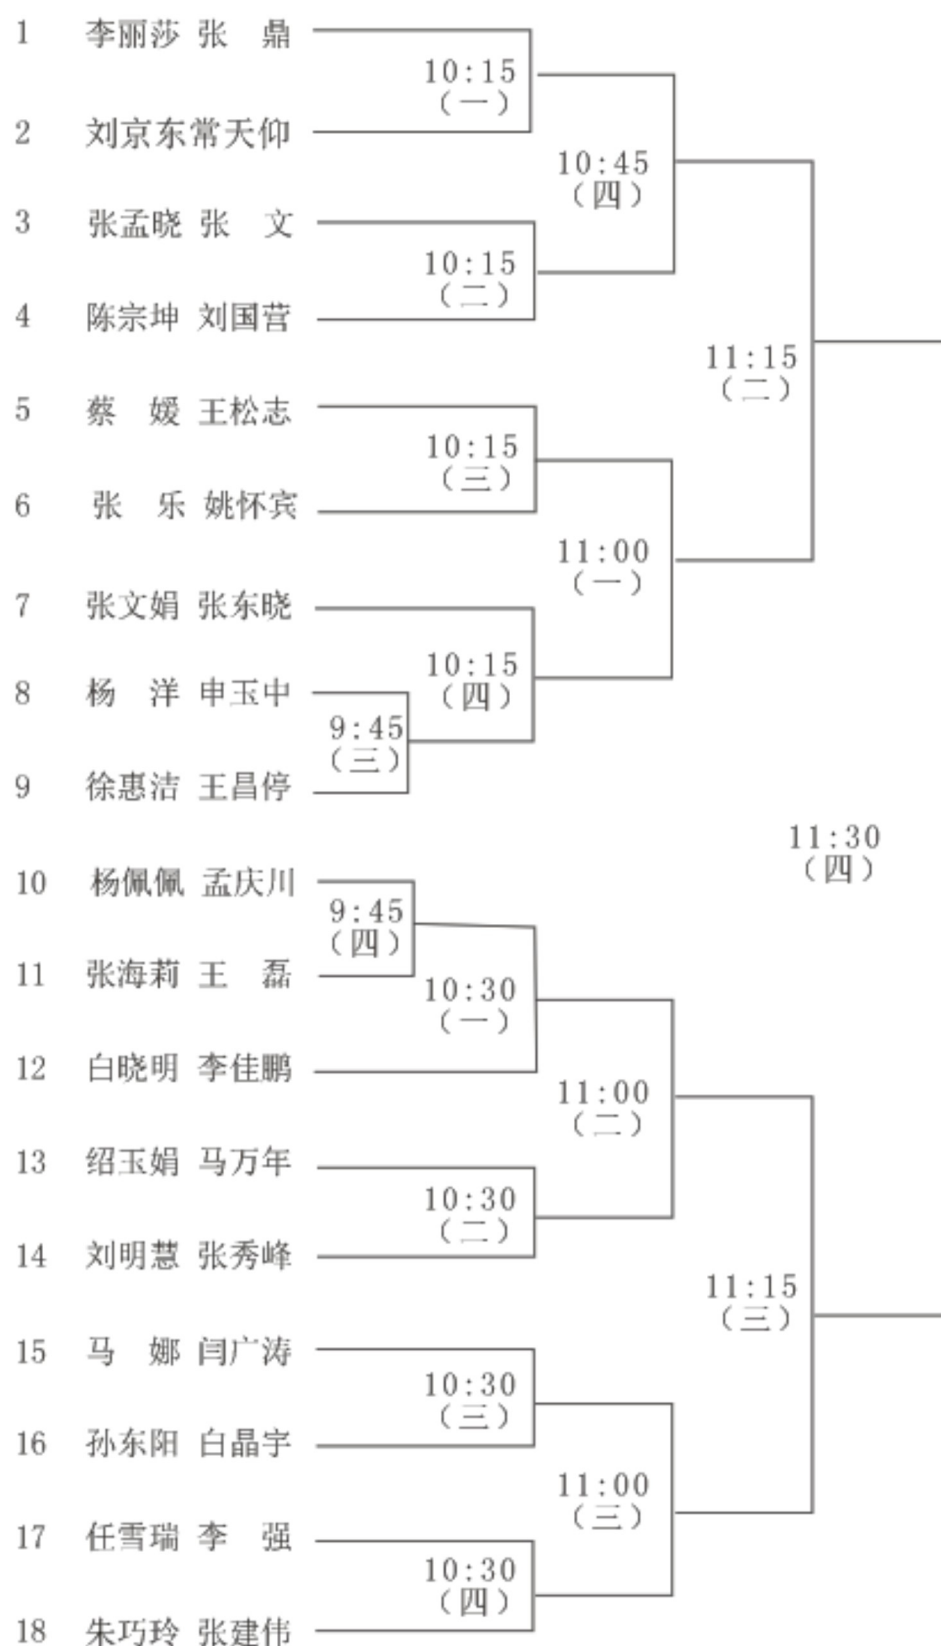 1 李丽莎 张 鼎
10:15
(一)
2 刘京东常天仰
10:45
(四)
3 张孟晓 张 文
10:15
(二)
4 陈宗坤 刘国营
11:15
(二)
5 蔡 媛 王松志
10:15
(三)
6 张 乐 姚怀宾
11:00
(一)
7 张文娟 张东晓
10:15
(四)
8 杨 洋 申玉中
9:45
(三)
9 徐惠洁 王昌停
11:30
(四)
10 杨佩佩 孟庆川
9:45
(四)
11 张海莉 王 磊
10:30
(一)
12 白晓明 李佳鹏
11:00
(二)
13 绍玉娟 马万年
10:30
(二)
14 刘明慧 张秀峰
11:15
(三)
15 马 娜 闫广涛
10:30
(三)
16 孙东阳 白晶宇
11:00
(三)
17 任雪瑞 李 强
10:30
(四)
18 朱巧玲 张建伟